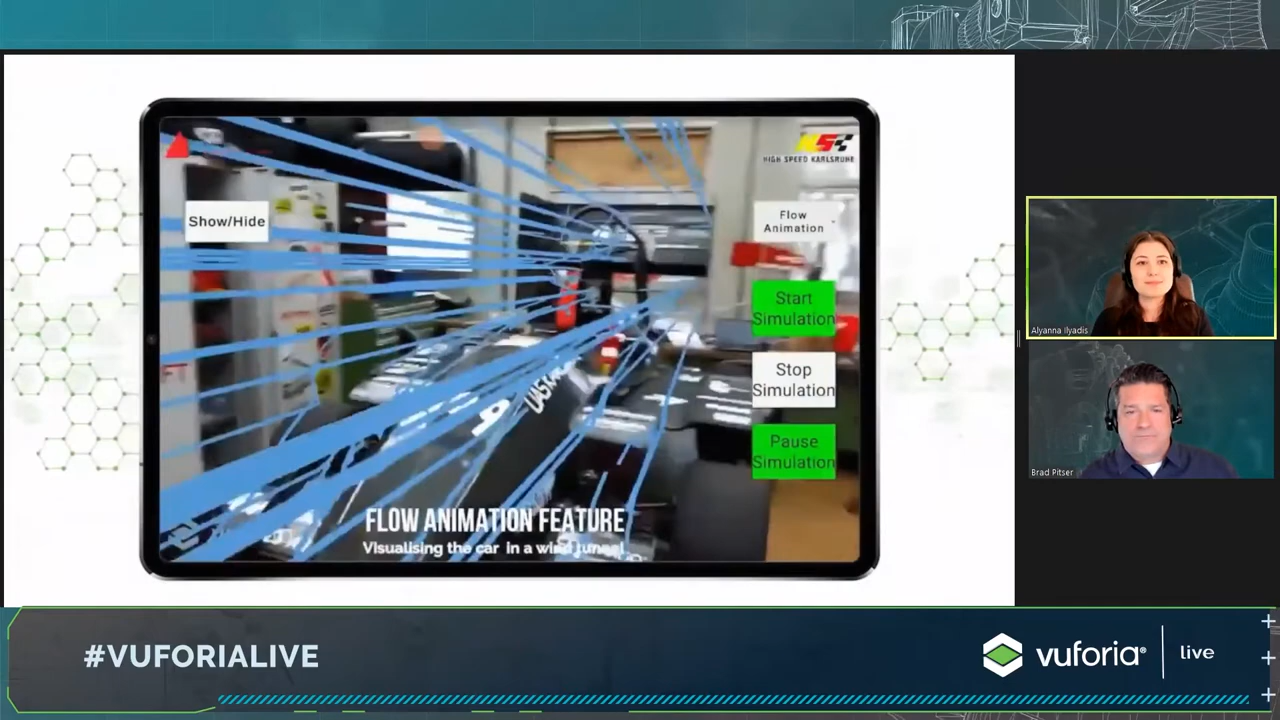 HIGH SPEED KARLSRUHE
Show/Hide
Flow
Animation
Start
Simulation
Stop
Simulation
Pause
Simulation
FLOW ANIMATION FEATURE
Visualising the car in a wind tunnel
Alyanna Ilyadis
Brad Pitser
#VUFORIALIVE
vuforia® live